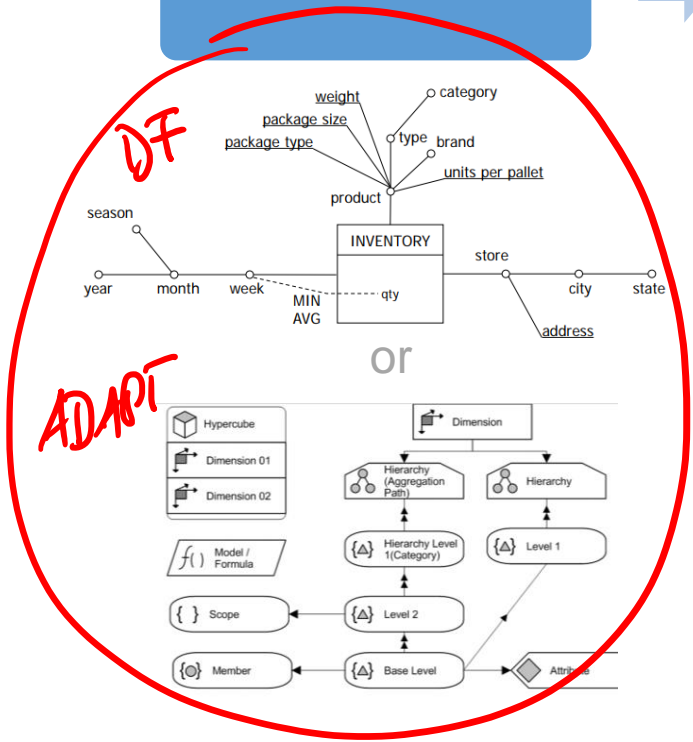 DF
weight
category
package size
type
brand
package type
units per pallet
product
season
INVENTORY
store
year
month
week
qty
MIN
AVG
city
state
address
or
ADAPT
Hypercube
Dimension 01
Dimension 02
Dimension
Hierarchy
(Aggregation
Path)
Hierarchy
f()
Model /
Formula
{△}
Hierarchy Level
1(Category)
{△}
Level 1
{ }
Scope
{△}
Level 2
{O}
Member
{△}
Base Level
Attribute